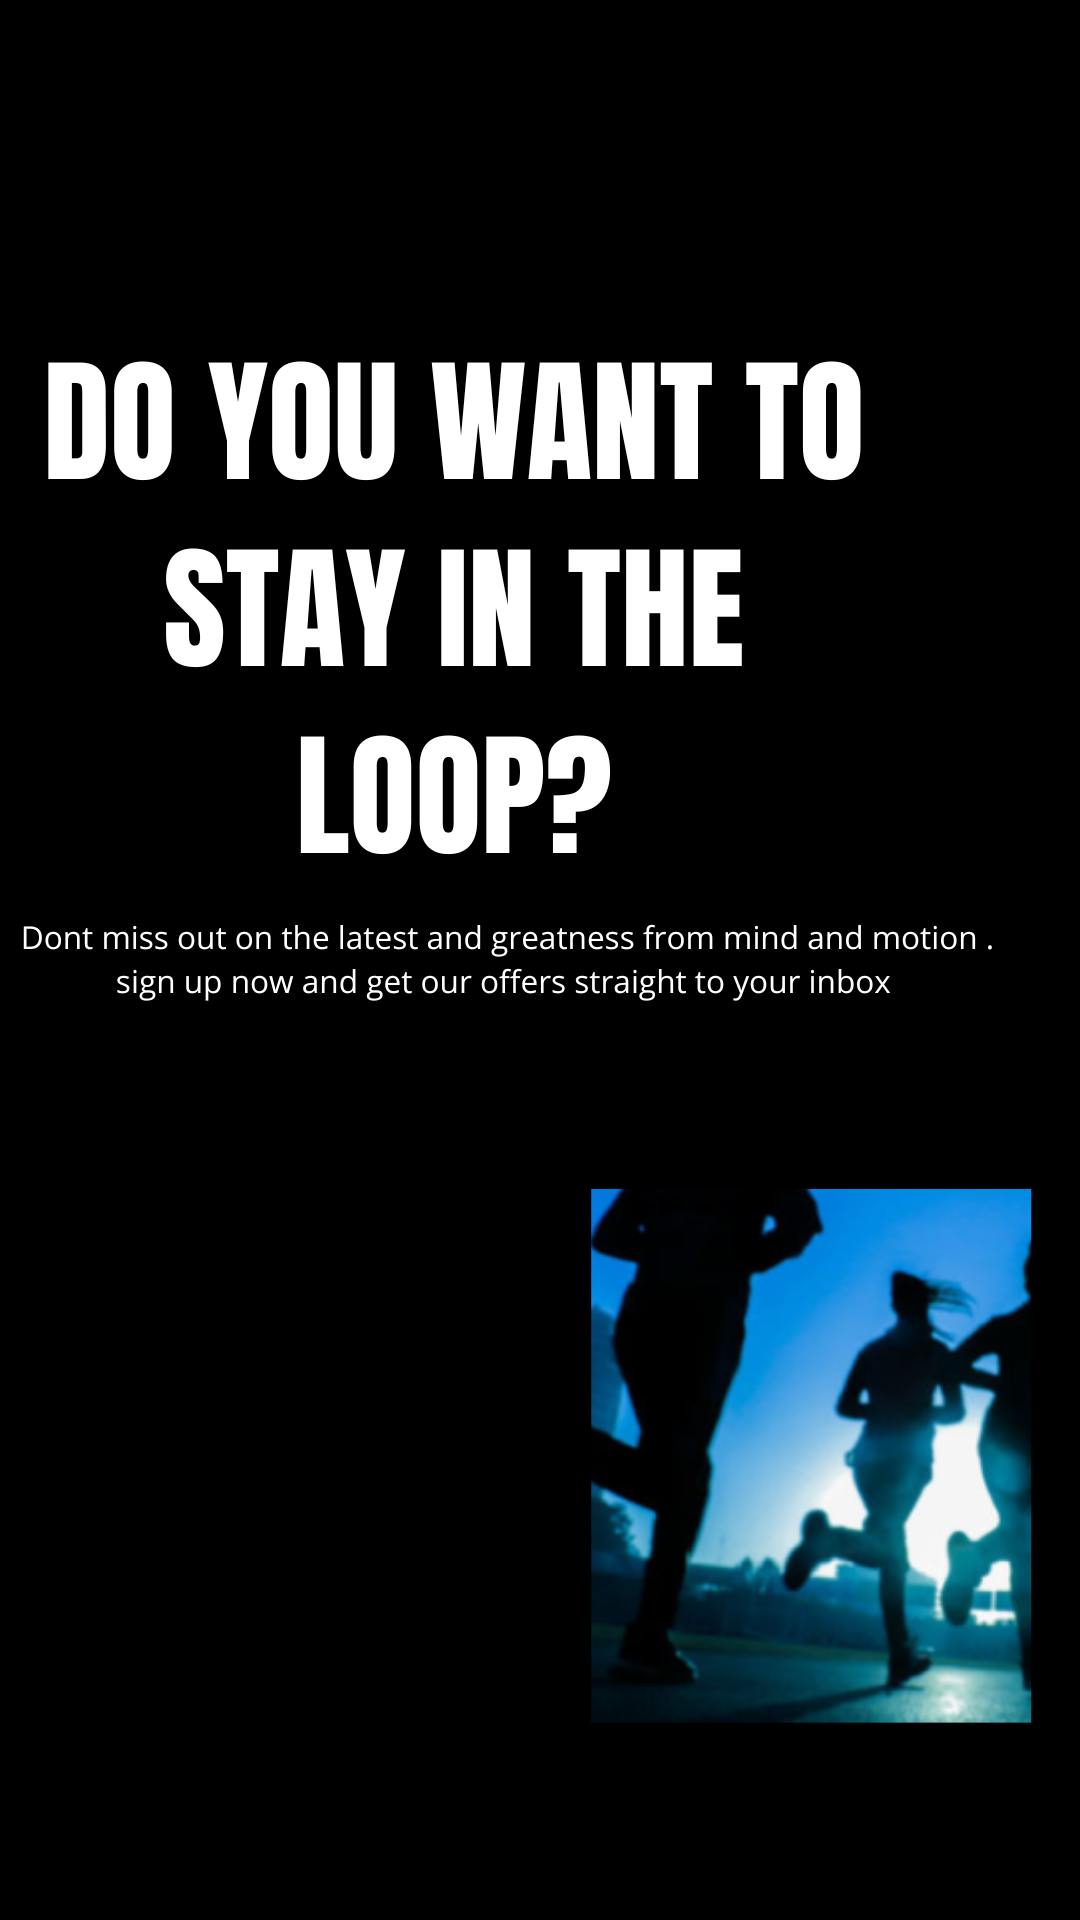 DO YOU WANT TO
STAY IN THE
LOOP?
Dont miss out on the latest and greatness from mind and motion .
sign up now and get our offers straight to your inbox